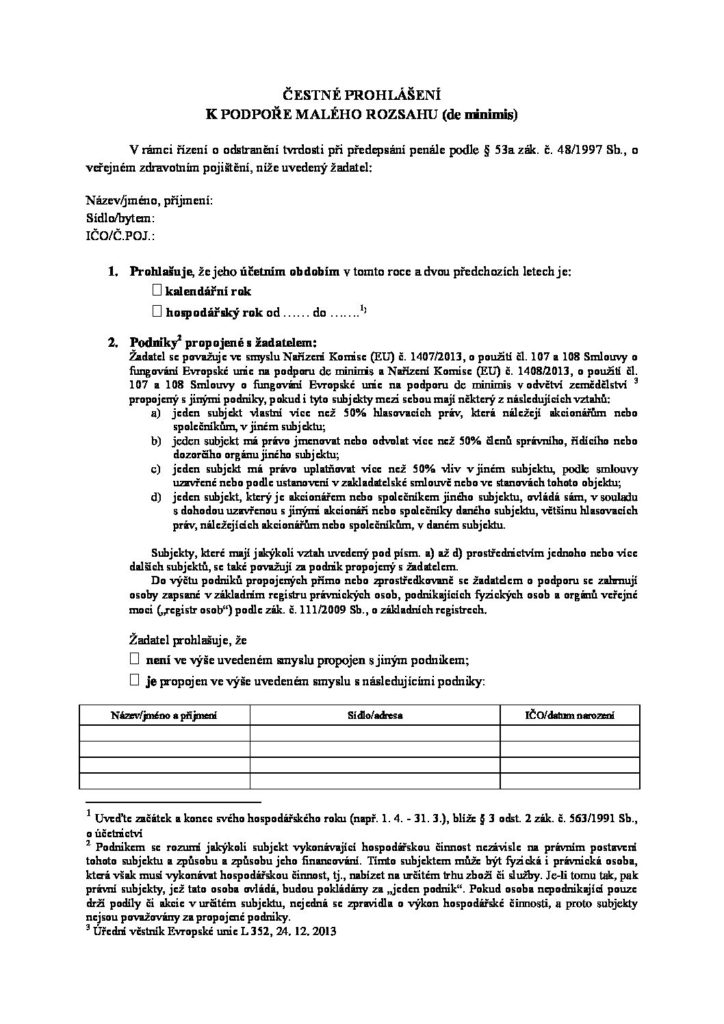 ČESTNÉ PROHLÁŠENÍ
K PODPOŘE MALÉHO ROZSAHU (de minimis)
V rámci řízení o odstranění tvrdosti při předepsání penále podle § 53a zák. č. 48/1997 Sb., o
veřejném zdravotním pojištění, níže uvedený žadatel:
Název/jméno, příjmení:
Sídlo/bytem:
IČO/Č.POJ.:
1. Prohlašuje, že jeho účetním obdobím v tomto roce a dvou předchozích letech je:
☐ kalendářní rok
☐ hospodářský rok od …… do …….1)
2. Podniky2 propojené s žadatelem:
Žadatel se považuje ve smyslu Nařízení Komise (EU) č. 1407/2013, o použití čl. 107 a 108 Smlouvy o
fungování Evropské unie na podporu de minimis a Nařízení Komise (EU) č. 1408/2013, o použití čl.
107 a 108 Smlouvy o fungování Evropské unie na podporu de minimis v odvětví zemědělství 3
propojený s jinými podniky, pokud i tyto subjekty mezi sebou mají některý z následujících vztahů:
a) jeden subjekt vlastní více než 50% hlasovacích práv, která náležejí akcionářům nebo
společníkům, v jiném subjektu;
b) jeden subjekt má právo jmenovat nebo odvolat více než 50% členů správního, řídícího nebo
dozorčího orgánu jiného subjektu;
c) jeden subjekt má právo uplatňovat více než 50% vliv v jiném subjektu, podle smlouvy
uzavřené nebo podle ustanovení v zakladatelské smlouvě nebo ve stanovách tohoto objektu;
d) jeden subjekt, který je akcionářem nebo společníkem jiného subjektu, ovládá sám, v souladu
s dohodou uzavřenou s jinými akcionáři nebo společníky daného subjektu, většinu hlasovacích
práv, náležejících akcionářům nebo společníkům, v daném subjektu.
Subjekty, které mají jakýkoli vztah uvedený pod písm. a) až d) prostřednictvím jednoho nebo více
dalších subjektů, se také považují za podnik propojený s žadatelem.
Do výčtu podniků propojených přímo nebo zprostředkovaně se žadatelem o podporu se zahrnují
osoby zapsané v základním registru právnických osob, podnikajících fyzických osob a orgánů veřejné
moci („registr osob“) podle zák. č. 111/2009 Sb., o základních registrech.
Žadatel prohlašuje, že
☐ není ve výše uvedeném smyslu propojen s jiným podnikem;
☐ je propojen ve výše uvedeném smyslu s následujícími podniky:
Název/jméno a příjmení Sídlo/adresa IČO/datum narození
1 Uveďte začátek a konec svého hospodářského roku (např. 1. 4. - 31. 3.), blíže § 3 odst. 2 zák. č. 563/1991 Sb.,
o účetnictví
2 Podnikem se rozumí jakýkoli subjekt vykonávající hospodářskou činnost nezávisle na právním postavení
tohoto subjektu a způsobu a způsobu jeho financování. Tímto subjektem může být fyzická i právnická osoba,
která však musí vykonávat hospodářskou činnost, tj., nabízet na určitém trhu zboží či služby. Je-li tomu tak, pak
právní subjekty, jež tato osoba ovládá, budou pokládány za „jeden podnik“. Pokud osoba nepodnikající pouze
drží podíly či akcie v určitém subjektu, nejedná se zpravidla o výkon hospodářské činnosti, a proto subjekty
nejsou považovány za propojené podniky.
3 Úřední věstník Evropské unie L 352, 24. 12. 2013